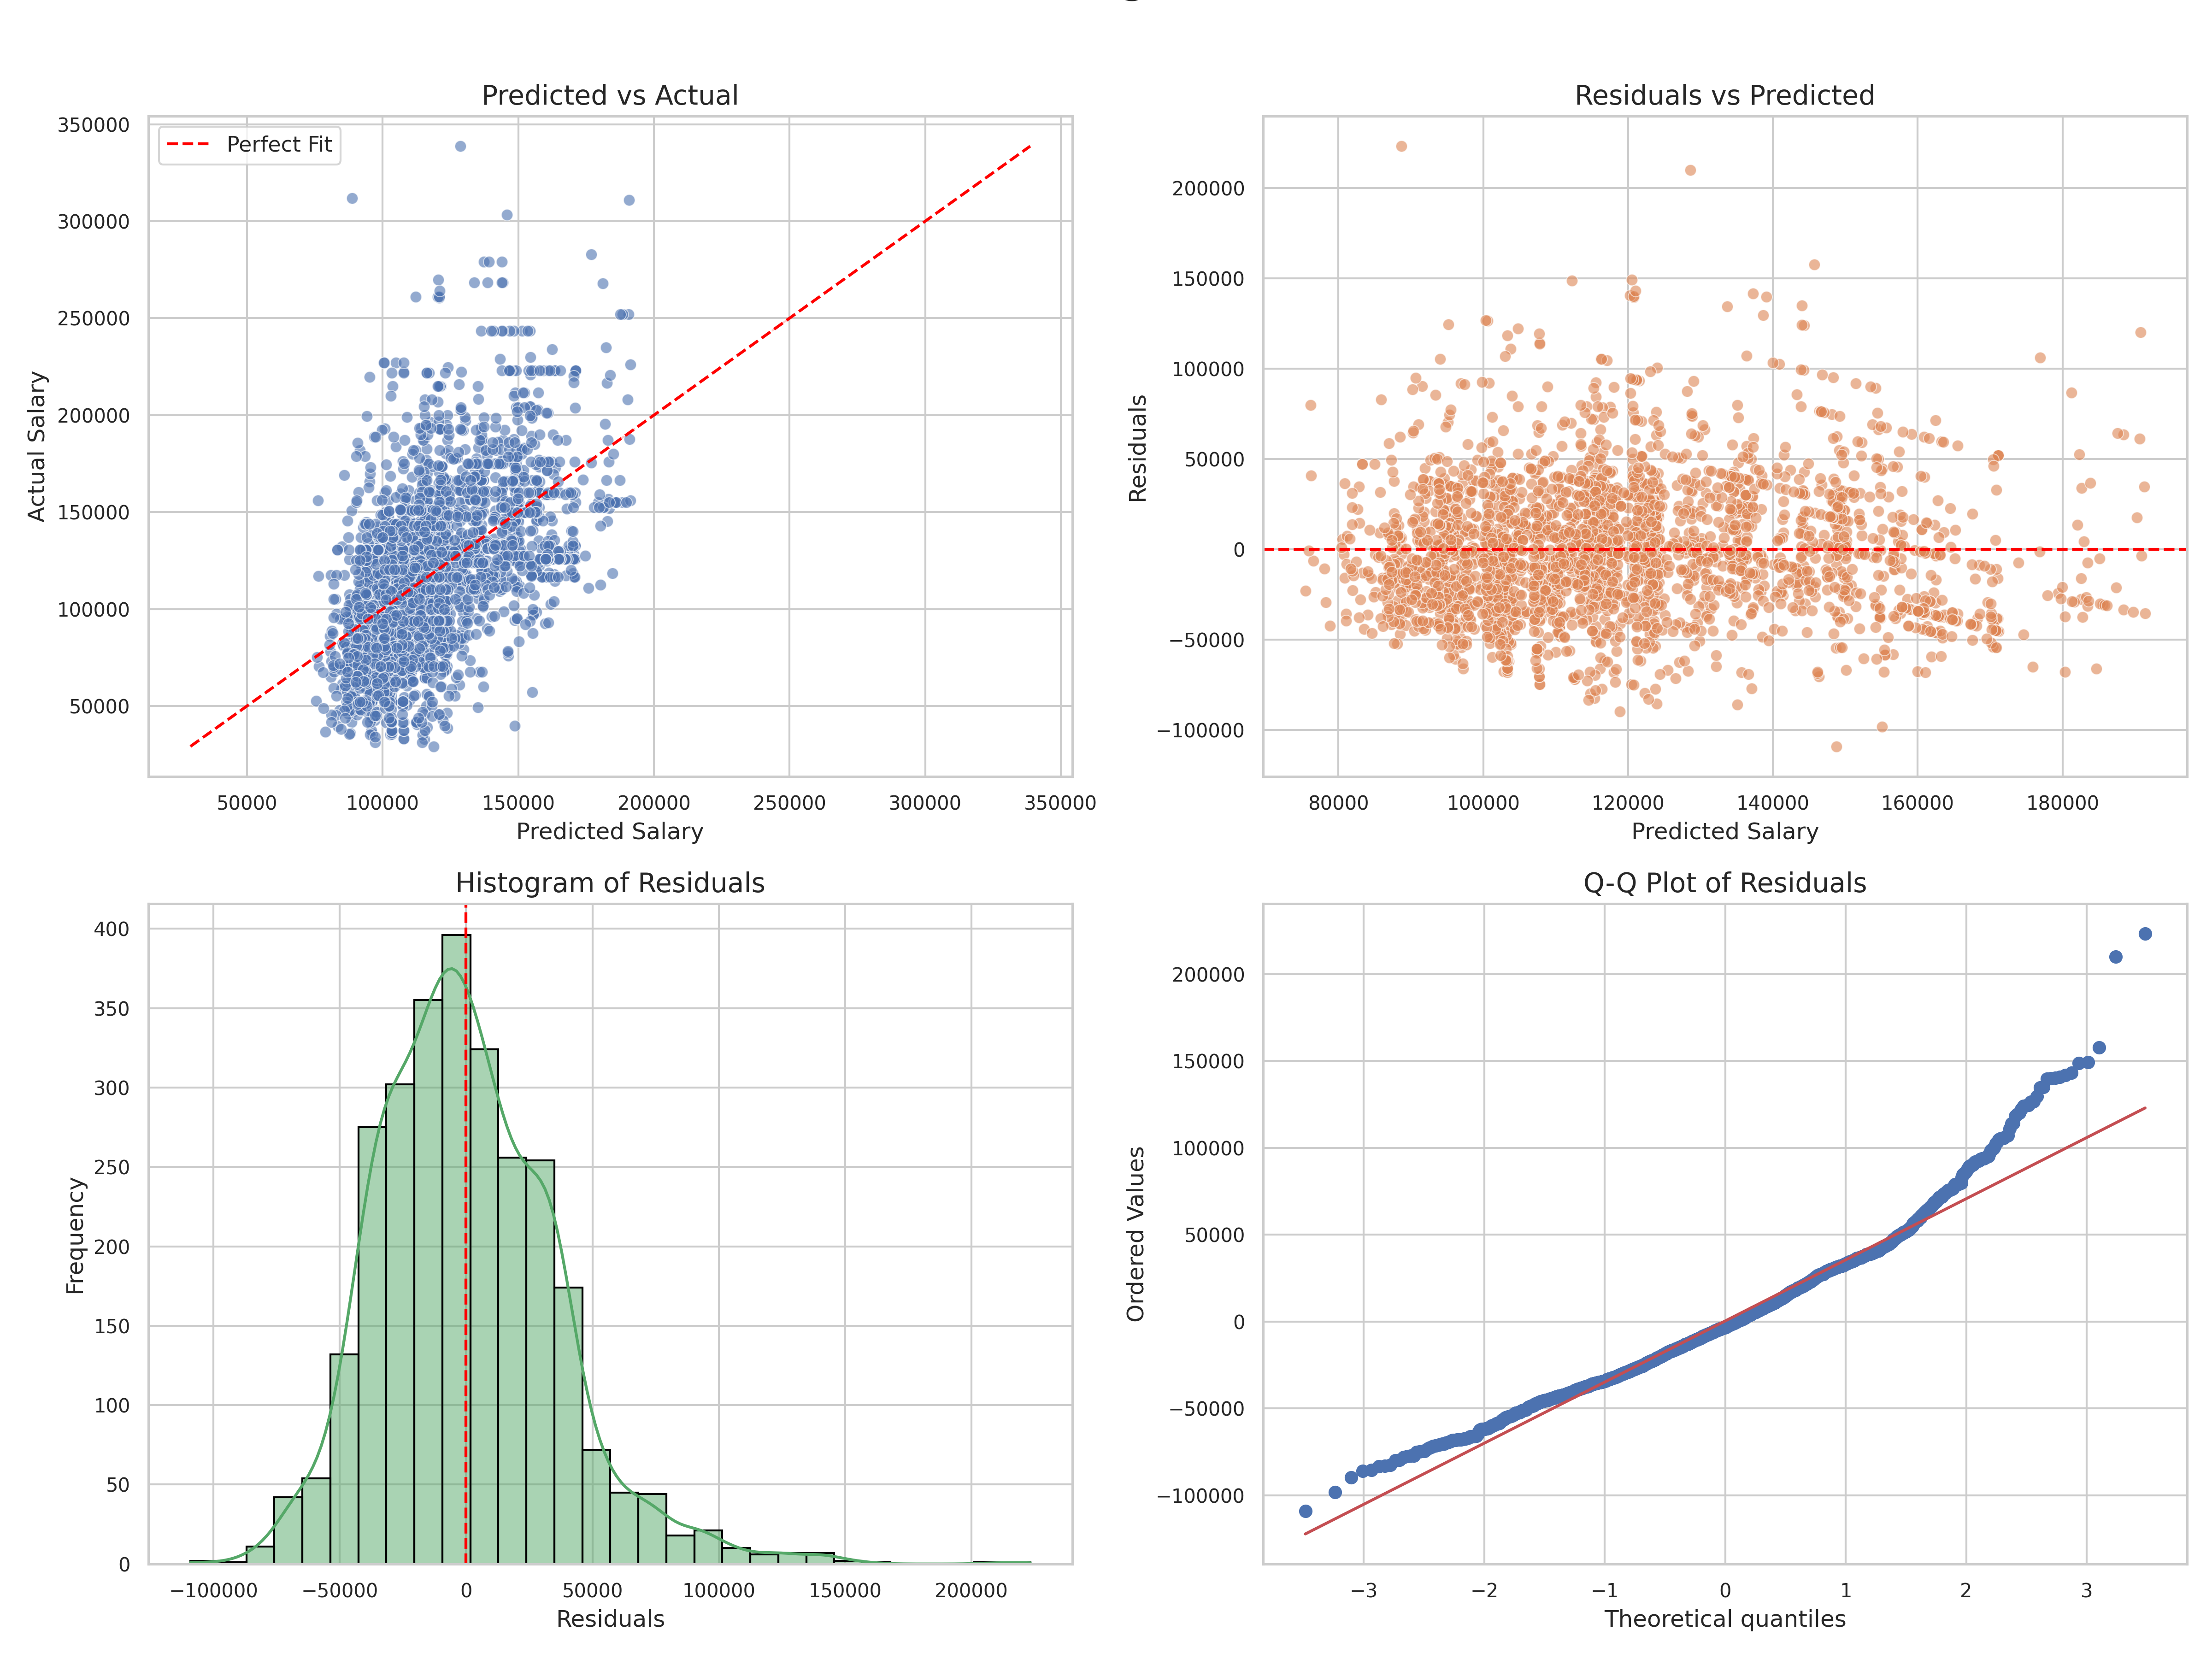 Predicted vs Actual
Perfect Fit
350000
300000
250000
200000
150000
100000
50000
Actual Salary
50000 100000 150000 200000 250000 300000 350000
Predicted Salary
Residuals vs Predicted
200000
150000
100000
50000
0
−50000
−100000
Residuals
80000 100000 120000 140000 160000 180000
Predicted Salary
Histogram of Residuals
400
350
300
250
200
150
100
50
0
Frequency
−100000 −50000 0 50000 100000 150000 200000
Residuals
Q-Q Plot of Residuals
200000
150000
100000
50000
0
−50000
−100000
Ordered Values
−3 −2 −1 0 1 2 3
Theoretical quantiles